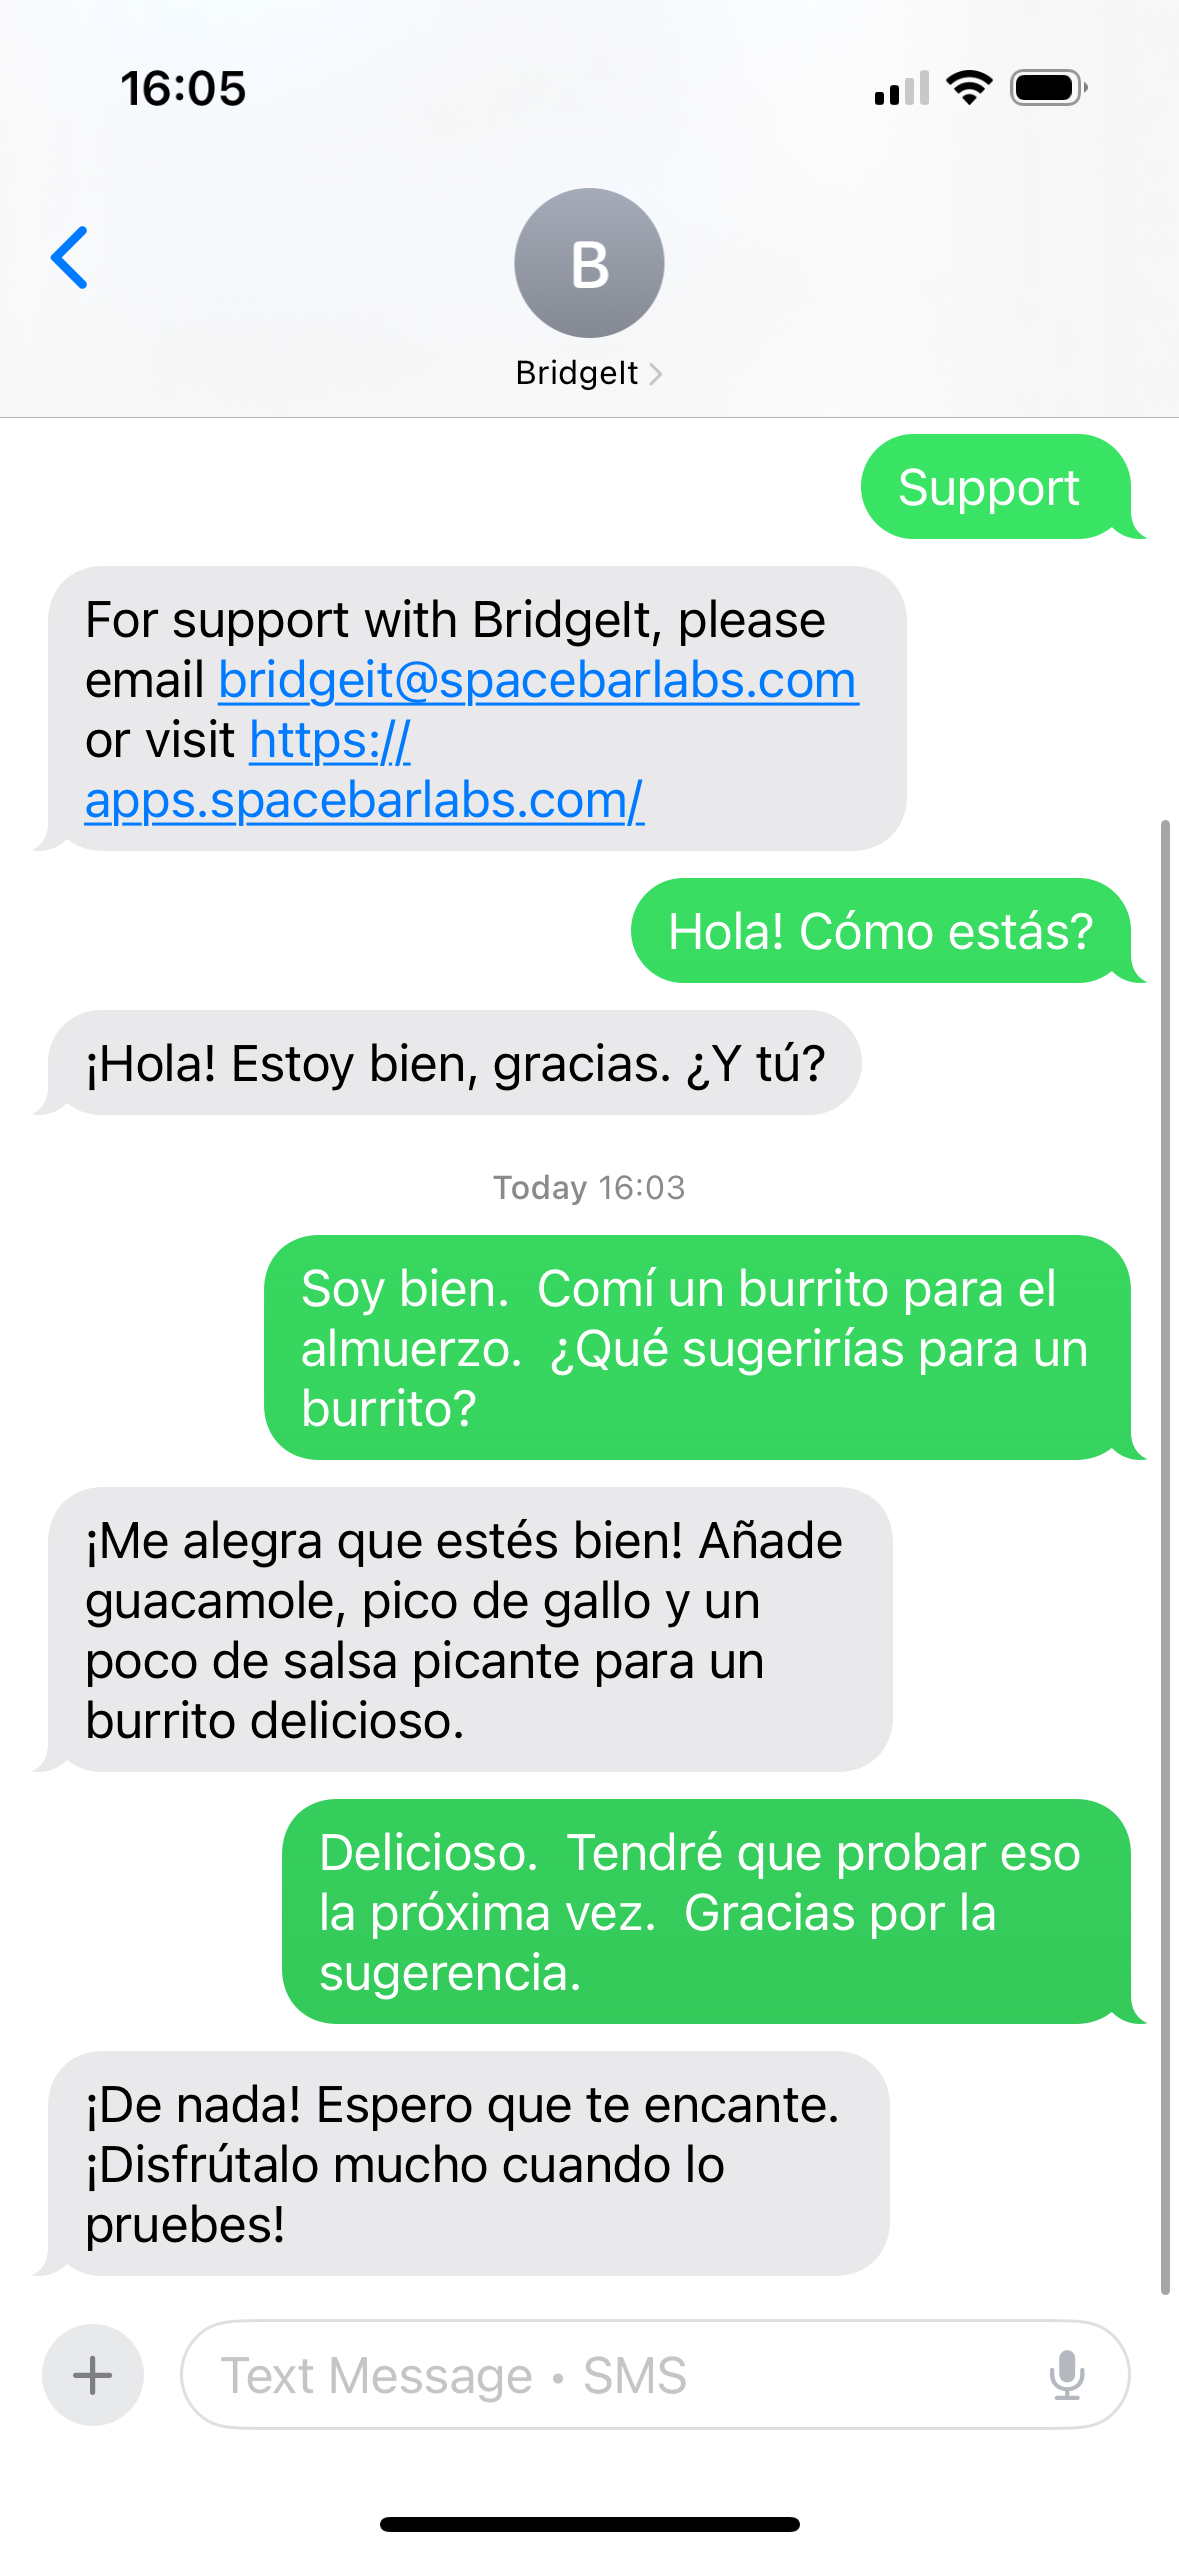 16:05
B
BridgeIt
Support
For support with BridgeIt, please
email bridgeit@spacebarlabs.com
or visit https://
apps.spacebarlabs.com/
Hola! Cómo estás?
¡Hola! Estoy bien, gracias. ¿Y tú?
Today 16:03
Soy bien.  Comí un burrito para el
almuerzo.  ¿Qué sugerirías para un
burrito?
¡Me alegra que estés bien! Añade
guacamole, pico de gallo y un
poco de salsa picante para un
burrito delicioso.
Delicioso.  Tendré que probar eso
la próxima vez.  Gracias por la
sugerencia.
¡De nada! Espero que te encante.
¡Disfrútalo mucho cuando lo
pruebes!
Text Message • SMS